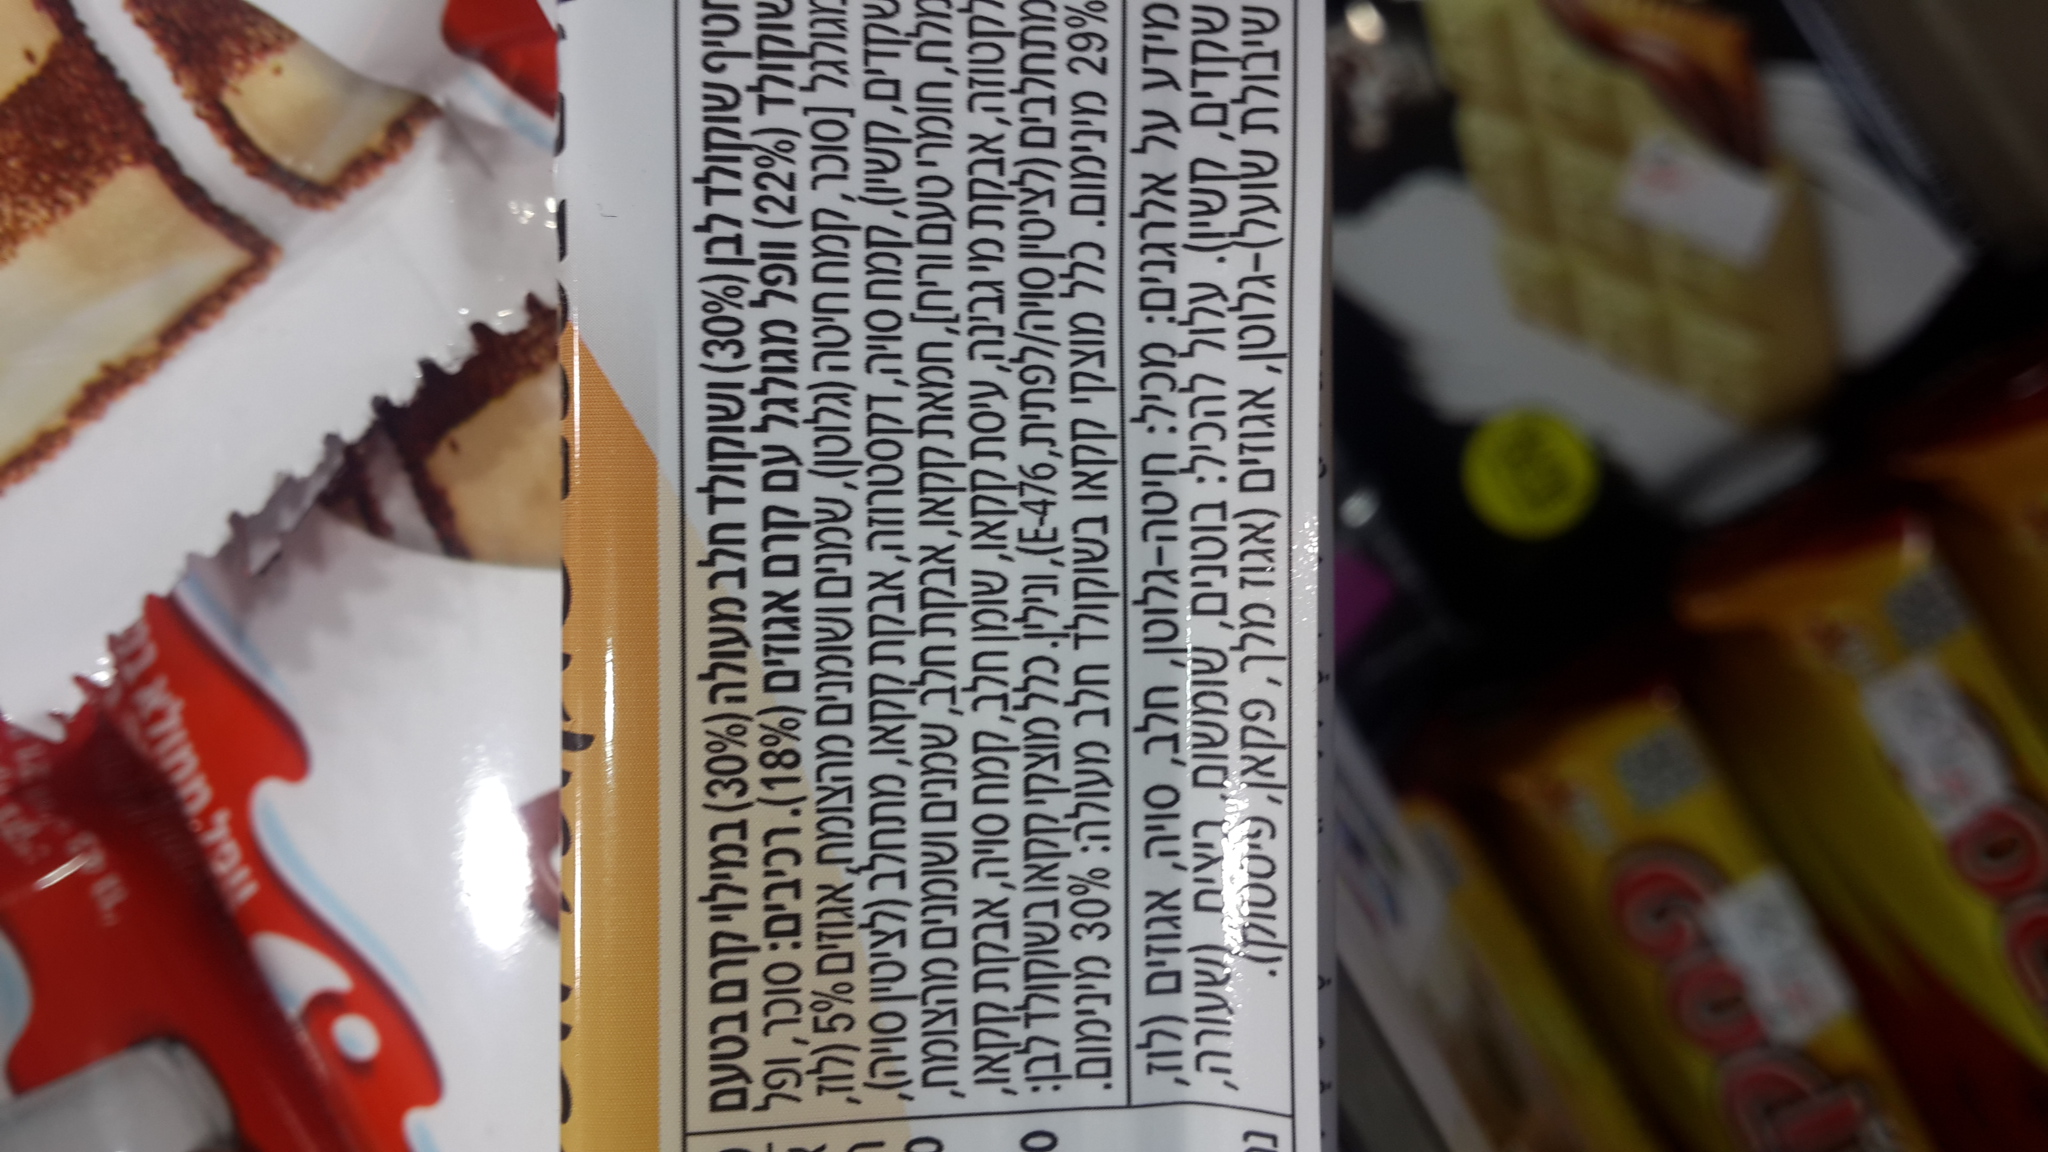 חטיף שוקולד לבן (30%) ושוקולד חלב מעולה (30%) במילוי קרם בטעם
שוקולד (22%) וופל מגולגל עם קרם אגוזים (18%). רכיבים: סוכר, ופל
מגולגל [סוכר, קמח חיטה (גלוטן), שמנים ושומנים מהצומח, אגוזים 5% (לוז,
שקדים, קשיו), קמח סויה, דקסטרוזה, אבקת קקאו, מתחלב (לציטין סויה),
מלח, חומרי טעם וריח], חמאת קקאו, אבקת חלב, שמנים ושומנים מהצומח,
לקטוזה, אבקת מי גבינה, עיסת קקאו, שומן חלב, קמח סויה, אבקת קקאו,
מתחלבים (לציטין סויה/לפתית, E-476), ונילין. כלל מוצקי קקאו בשוקולד לבן:
29% מינימום. כלל מוצקי קקאו בשוקולד חלב מעולה: 30% מינימום.
מידע על אלרגנים: מכיל: חיטה-גלוטן, חלב, סויה, אגוזים (לוז,
שקדים, קשיו). עלול להכיל: בוטנים, שומשום, ביצים, (שעורה,
שיבולת שועל)-גלוטן, אגוזים (אגוז מלך, פקאן, פיסטוק).